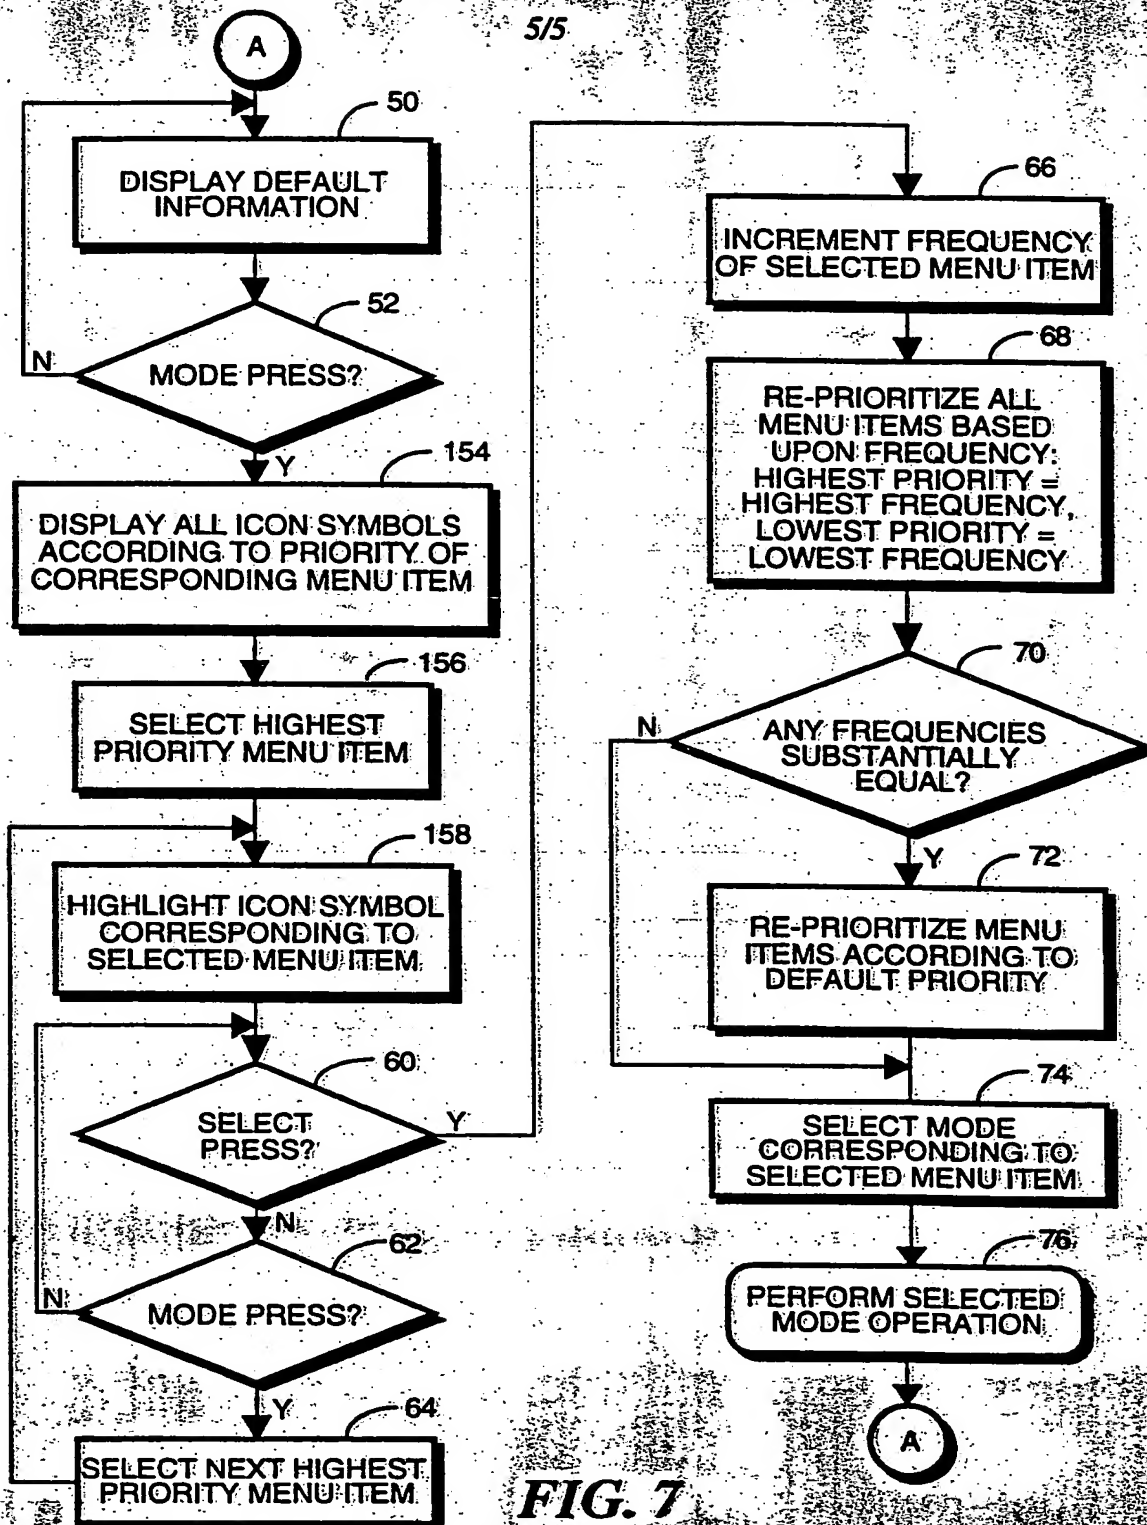 5/5
A
50
DISPLAY DEFAULT
INFORMATION
52
MODE PRESS?
N
Y
154
DISPLAY ALL ICON SYMBOLS
ACCORDING TO PRIORITY OF
CORRESPONDING MENU ITEM
156
SELECT HIGHEST
PRIORITY MENU ITEM
158
HIGHLIGHT ICON SYMBOL
CORRESPONDING TO
SELECTED MENU ITEM
60
SELECT
PRESS?
Y
N
62
MODE PRESS?
N
Y
64
SELECT NEXT HIGHEST
PRIORITY MENU ITEM
66
INCREMENT FREQUENCY
OF SELECTED MENU ITEM
68
RE-PRIORITIZE ALL
MENU ITEMS BASED
UPON FREQUENCY:
HIGHEST PRIORITY =
HIGHEST FREQUENCY,
LOWEST PRIORITY =
LOWEST FREQUENCY
70
ANY FREQUENCIES
SUBSTANTIALLY
EQUAL?
N
Y
72
RE-PRIORITIZE MENU
ITEMS ACCORDING TO
DEFAULT PRIORITY
74
SELECT MODE
CORRESPONDING TO
SELECTED MENU ITEM
76
PERFORM SELECTED
MODE OPERATION
A
FIG. 7